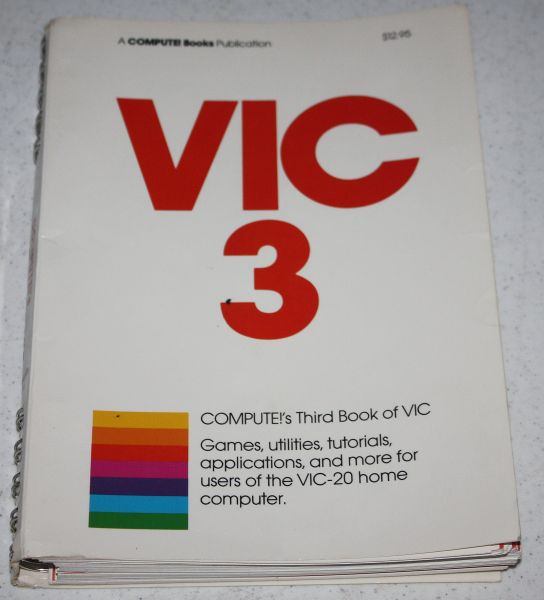 A COMPUTE! Books Publication $12.95
VIC
3
COMPUTE!'s Third Book of VIC
Games, utilities, tutorials,
applications, and more for
users of the VIC-20 home
computer.